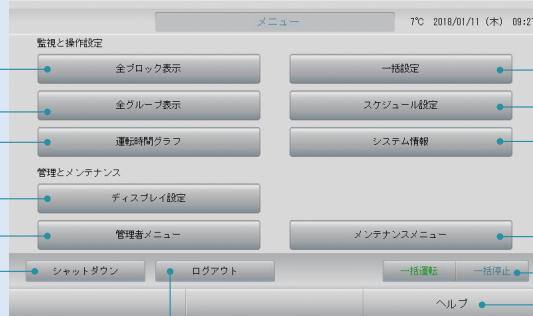 メニュー 7℃ 2018/01/11 (木) 09:27
監視と操作設定
全ブロック表示 一括設定
全グループ表示 スケジュール設定
運転時間グラフ システム情報
管理とメンテナンス
ディスプレイ設定
管理者メニュー メンテナンスメニュー
シャットダウン ログアウト 一括運転 一括停止
ヘルプ